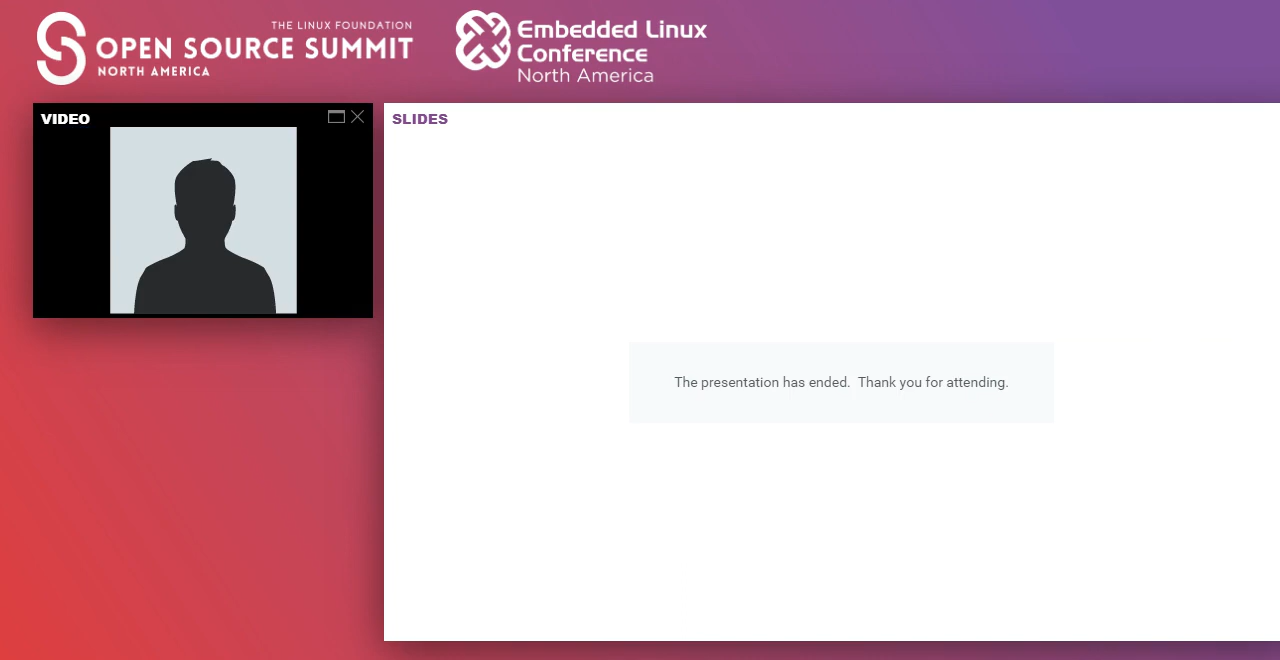 THE LINUX FOUNDATION
OPEN SOURCE SUMMIT
NORTH AMERICA
Embedded Linux
Conference
North America
VIDEO
SLIDES
The presentation has ended.  Thank you for attending.